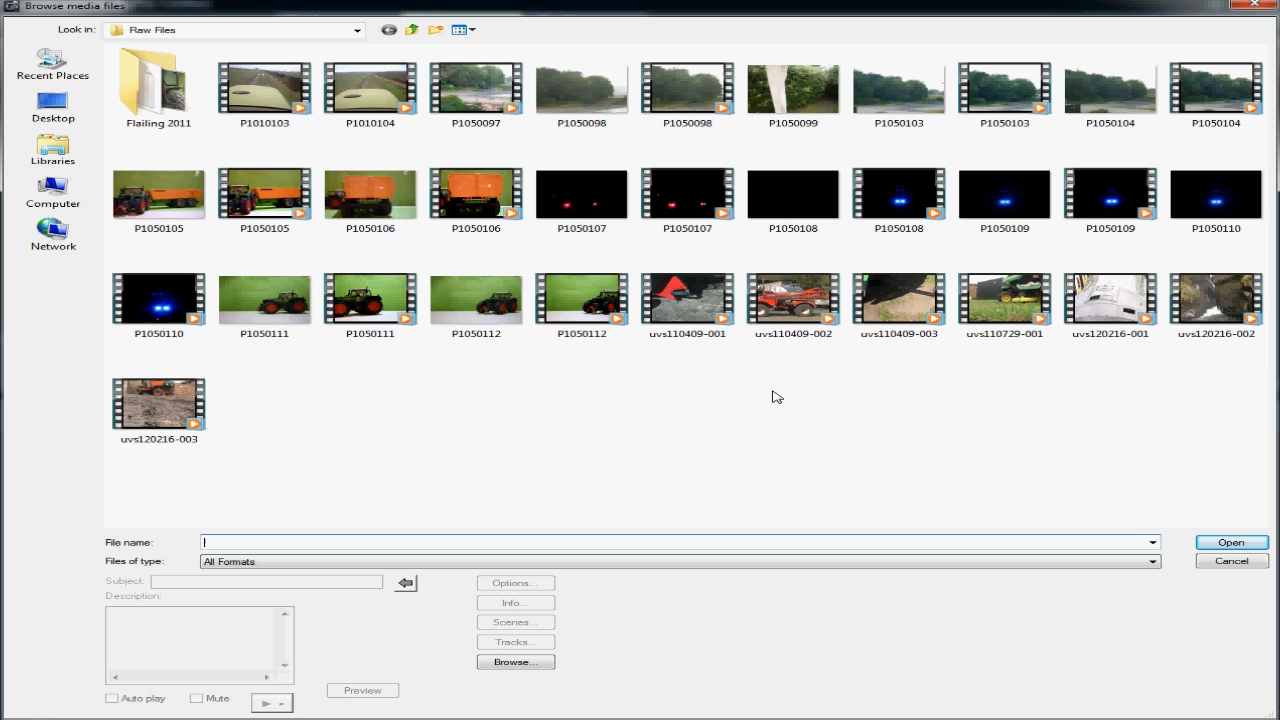 Browse media files
Look in: Raw Files
Recent Places
Desktop
Libraries
Computer
Network
Flailing 2011 P1010103 P1010104 P1050097 P1050098 P1050098 P1050099 P1050103 P1050103 P1050104 P1050104
P1050105 P1050105 P1050106 P1050106 P1050107 P1050107 P1050108 P1050108 P1050109 P1050109 P1050110
P1050110 P1050111 P1050111 P1050112 P1050112 uvs110409-001 uvs110409-002 uvs110409-003 uvs110729-001 uvs120216-001 uvs120216-002
uvs120216-003
File name: Open
Files of type: All Formats Cancel
Subject: Options...
Description:
Info...
Scenes...
Tracks...
Browse...
Preview
Auto play Mute